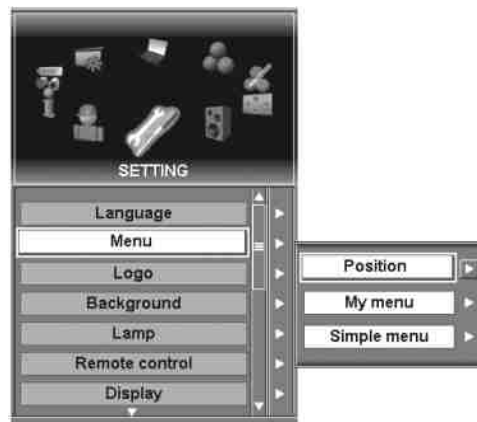 SETTING
Language
Menu
Logo
Background
Lamp
Remote control
Display
Position
My menu
Simple menu